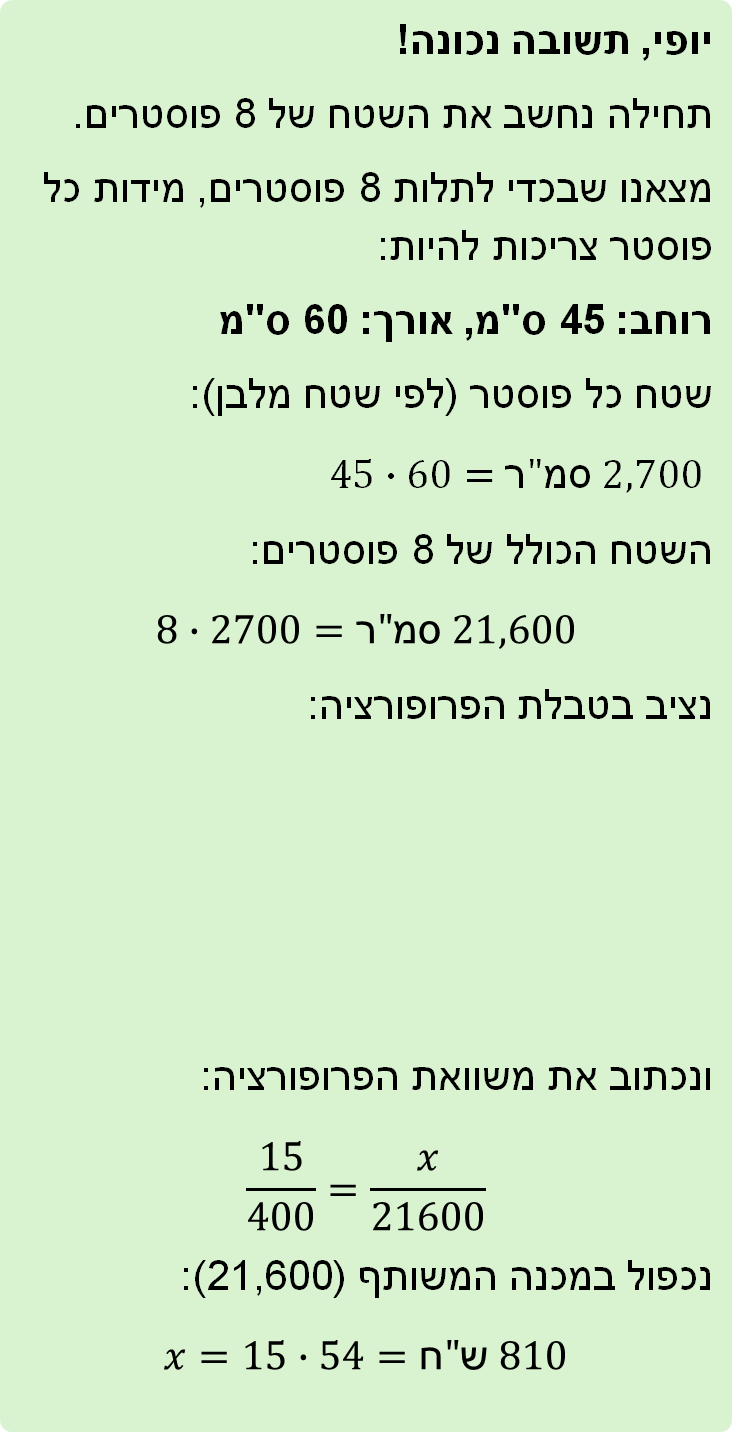 יופי, תשובה נכונה!
תחילה נחשב את השטח של 8 פוסטרים.
מצאנו שבכדי לתלות 8 פוסטרים, מידות כל
פוסטר צריכות להיות:
רוחב: 45 ס''מ, אורך: 60 ס''מ
שטח כל פוסטר (לפי שטח מלבן):
45 · 60 = 2,700 סמ"ר
השטח הכולל של 8 פוסטרים:
8 · 2700 = 21,600 סמ"ר
נציב בטבלת הפרופורציה:
ונכתוב את משוואת הפרופורציה:
15/400 = x/21600
נכפול במכנה המשותף (21,600):
x = 15 · 54 = 810 ש"ח